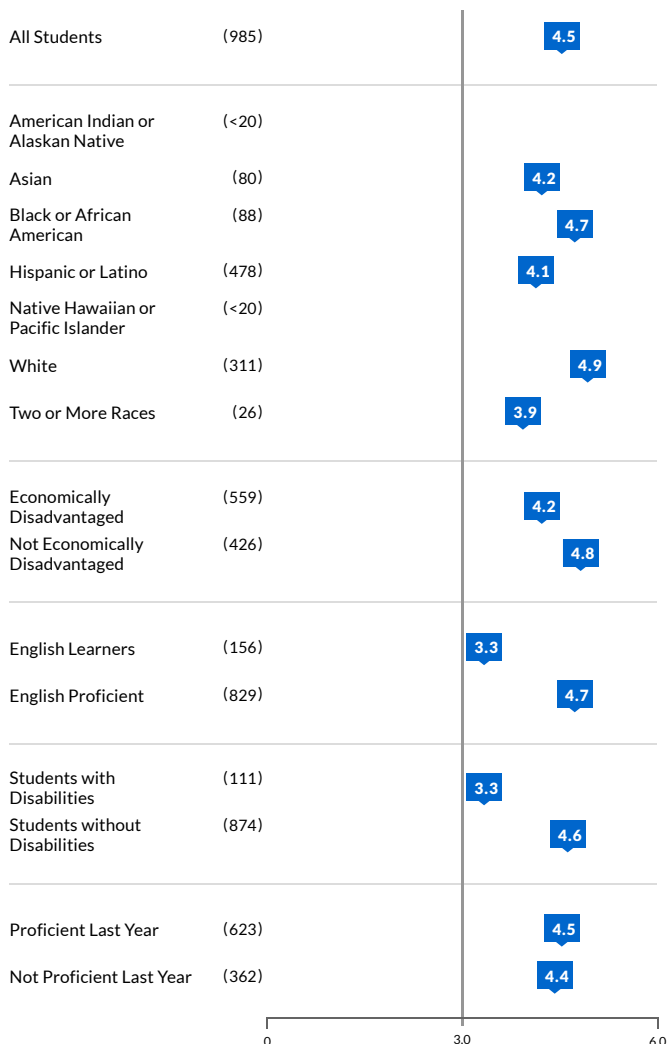 All Students (985) 4.5
American Indian or (<20)
Alaskan Native
Asian (80) 4.2
Black or African (88) 4.7
American
Hispanic or Latino (478) 4.1
Native Hawaiian or (<20)
Pacific Islander
White (311) 4.9
Two or More Races (26) 3.9
Economically (559) 4.2
Disadvantaged
Not Economically (426) 4.8
Disadvantaged
English Learners (156) 3.3
English Proficient (829) 4.7
Students with (111) 3.3
Disabilities
Students without (874) 4.6
Disabilities
Proficient Last Year (623) 4.5
Not Proficient Last Year (362) 4.4
0 3.0 6.0